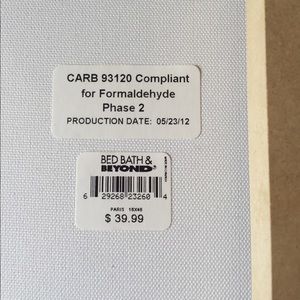 CARB 93120 Compliant
for Formaldehyde
Phase 2
PRODUCTION DATE: 05/23/12
BED BATH &
BEYOND
6 29268 23260 4
PARIS 16X48
$ 39.99